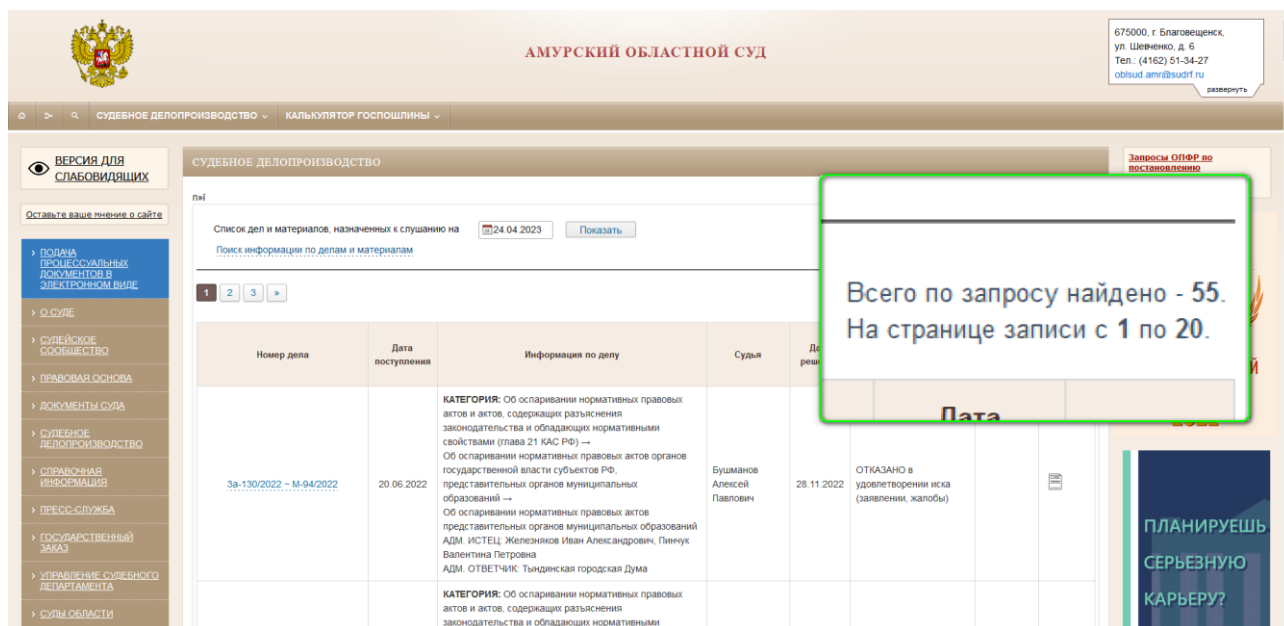 АМУРСКИЙ ОБЛАСТНОЙ СУД
675000, г. Благовещенск,
ул. Шевченко, д. 6
Тел.: (4162) 51-34-27
oblsud.amr@sudrf.ru
развернуть
СУДЕБНОЕ ДЕЛОПРОИЗВОДСТВО
КАЛЬКУЛЯТОР ГОСПОШЛИНЫ
ВЕРСИЯ ДЛЯ
СЛАБОВИДЯЩИХ
Оставьте ваше мнение о сайте
ПОДАЧА
ПРОЦЕССУАЛЬНЫХ
ДОКУМЕНТОВ В
ЭЛЕКТРОННОМ ВИДЕ
О СУДЕ
СУДЕЙСКОЕ
СООБЩЕСТВО
ПРАВОВАЯ ОСНОВА
ДОКУМЕНТЫ СУДА
СУДЕБНОЕ
ДЕЛОПРОИЗВОДСТВО
СПРАВОЧНАЯ
ИНФОРМАЦИЯ
ПРЕСС-СЛУЖБА
ГОСУДАРСТВЕННЫЙ
ЗАКАЗ
УПРАВЛЕНИЕ СУДЕБНОГО
ДЕПАРТАМЕНТА
СУДЫ ОБЛАСТИ
СУДЕБНОЕ ДЕЛОПРОИЗВОДСТВО
Список дел и материалов, назначенных к слушанию на
24.04.2023
Показать
Поиск информации по делам и материалам
1 2 3 »
Всего по запросу найдено - 55.
На странице записи с 1 по 20.
Дата
Номер дела
Дата
поступления
Информация по делу
Судья
За-130/2022 ~ М-94/2022
20.06.2022
КАТЕГОРИЯ: Об оспаривании нормативных правовых
актов и актов, содержащих разъяснения
законодательства и обладающих нормативными
свойствами (глава 21 КАС РФ) →
Об оспаривании нормативных правовых актов органов
государственной власти субъектов РФ,
представительных органов муниципальных
образований →
Об оспаривании нормативных правовых актов
представительных органов муниципальных образований
АДМ. ИСТЕЦ: Железняков Иван Александрович, Пинчук
Валентина Петровна
АДМ. ОТВЕТЧИК: Тындинская городская Дума
Бушманов
Алексей
Павлович
28.11.2022
ОТКАЗАНО в
удовлетворении иска
(заявлении, жалобы)
КАТЕГОРИЯ: Об оспаривании нормативных правовых
актов и актов, содержащих разъяснения
законодательства и обладающих нормативными
Запросы ОПФР по
постановлению
ПЛАНИРУЕШЬ
СЕРЬЕЗНУЮ
КАРЬЕРУ?